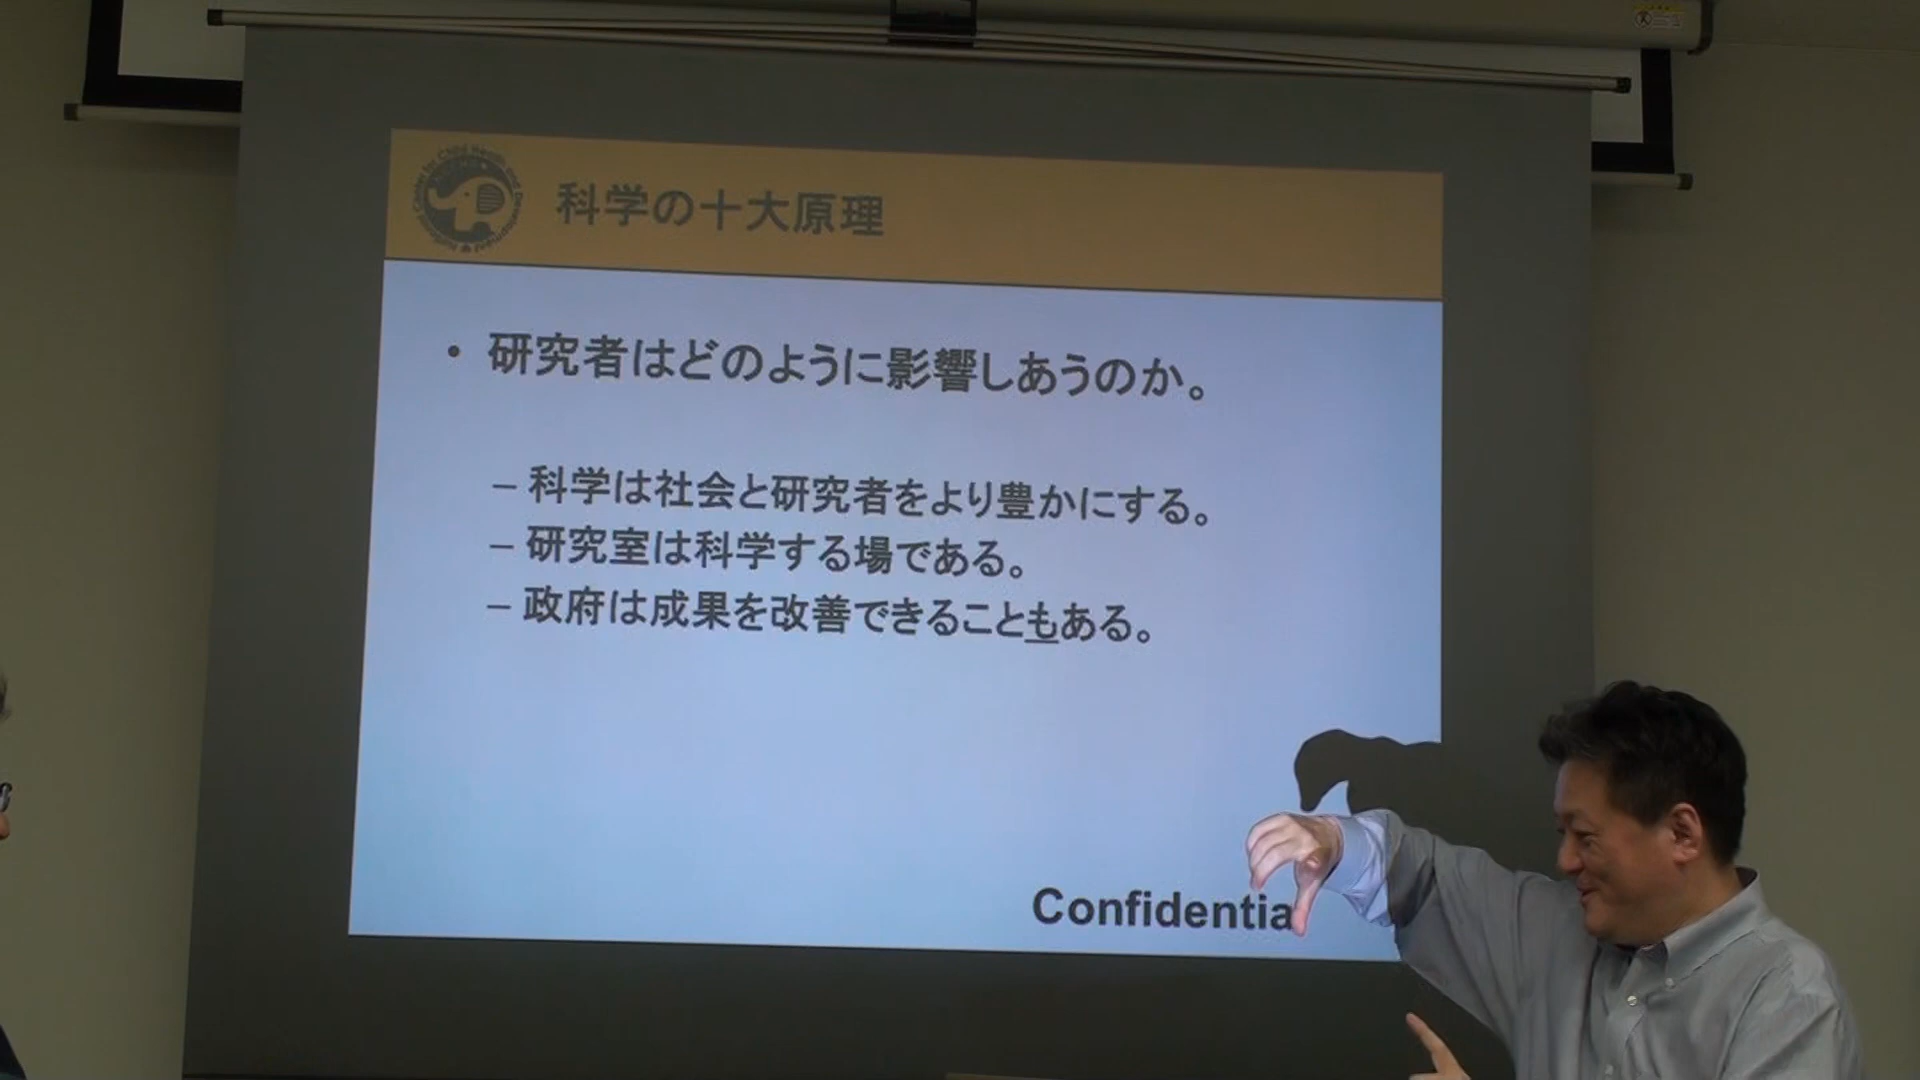 科学の十大原理
• 研究者はどのように影響しあうのか。
– 科学は社会と研究者をより豊かにする。
– 研究室は科学する場である。
– 政府は成果を改善できることもある。
Confidentia